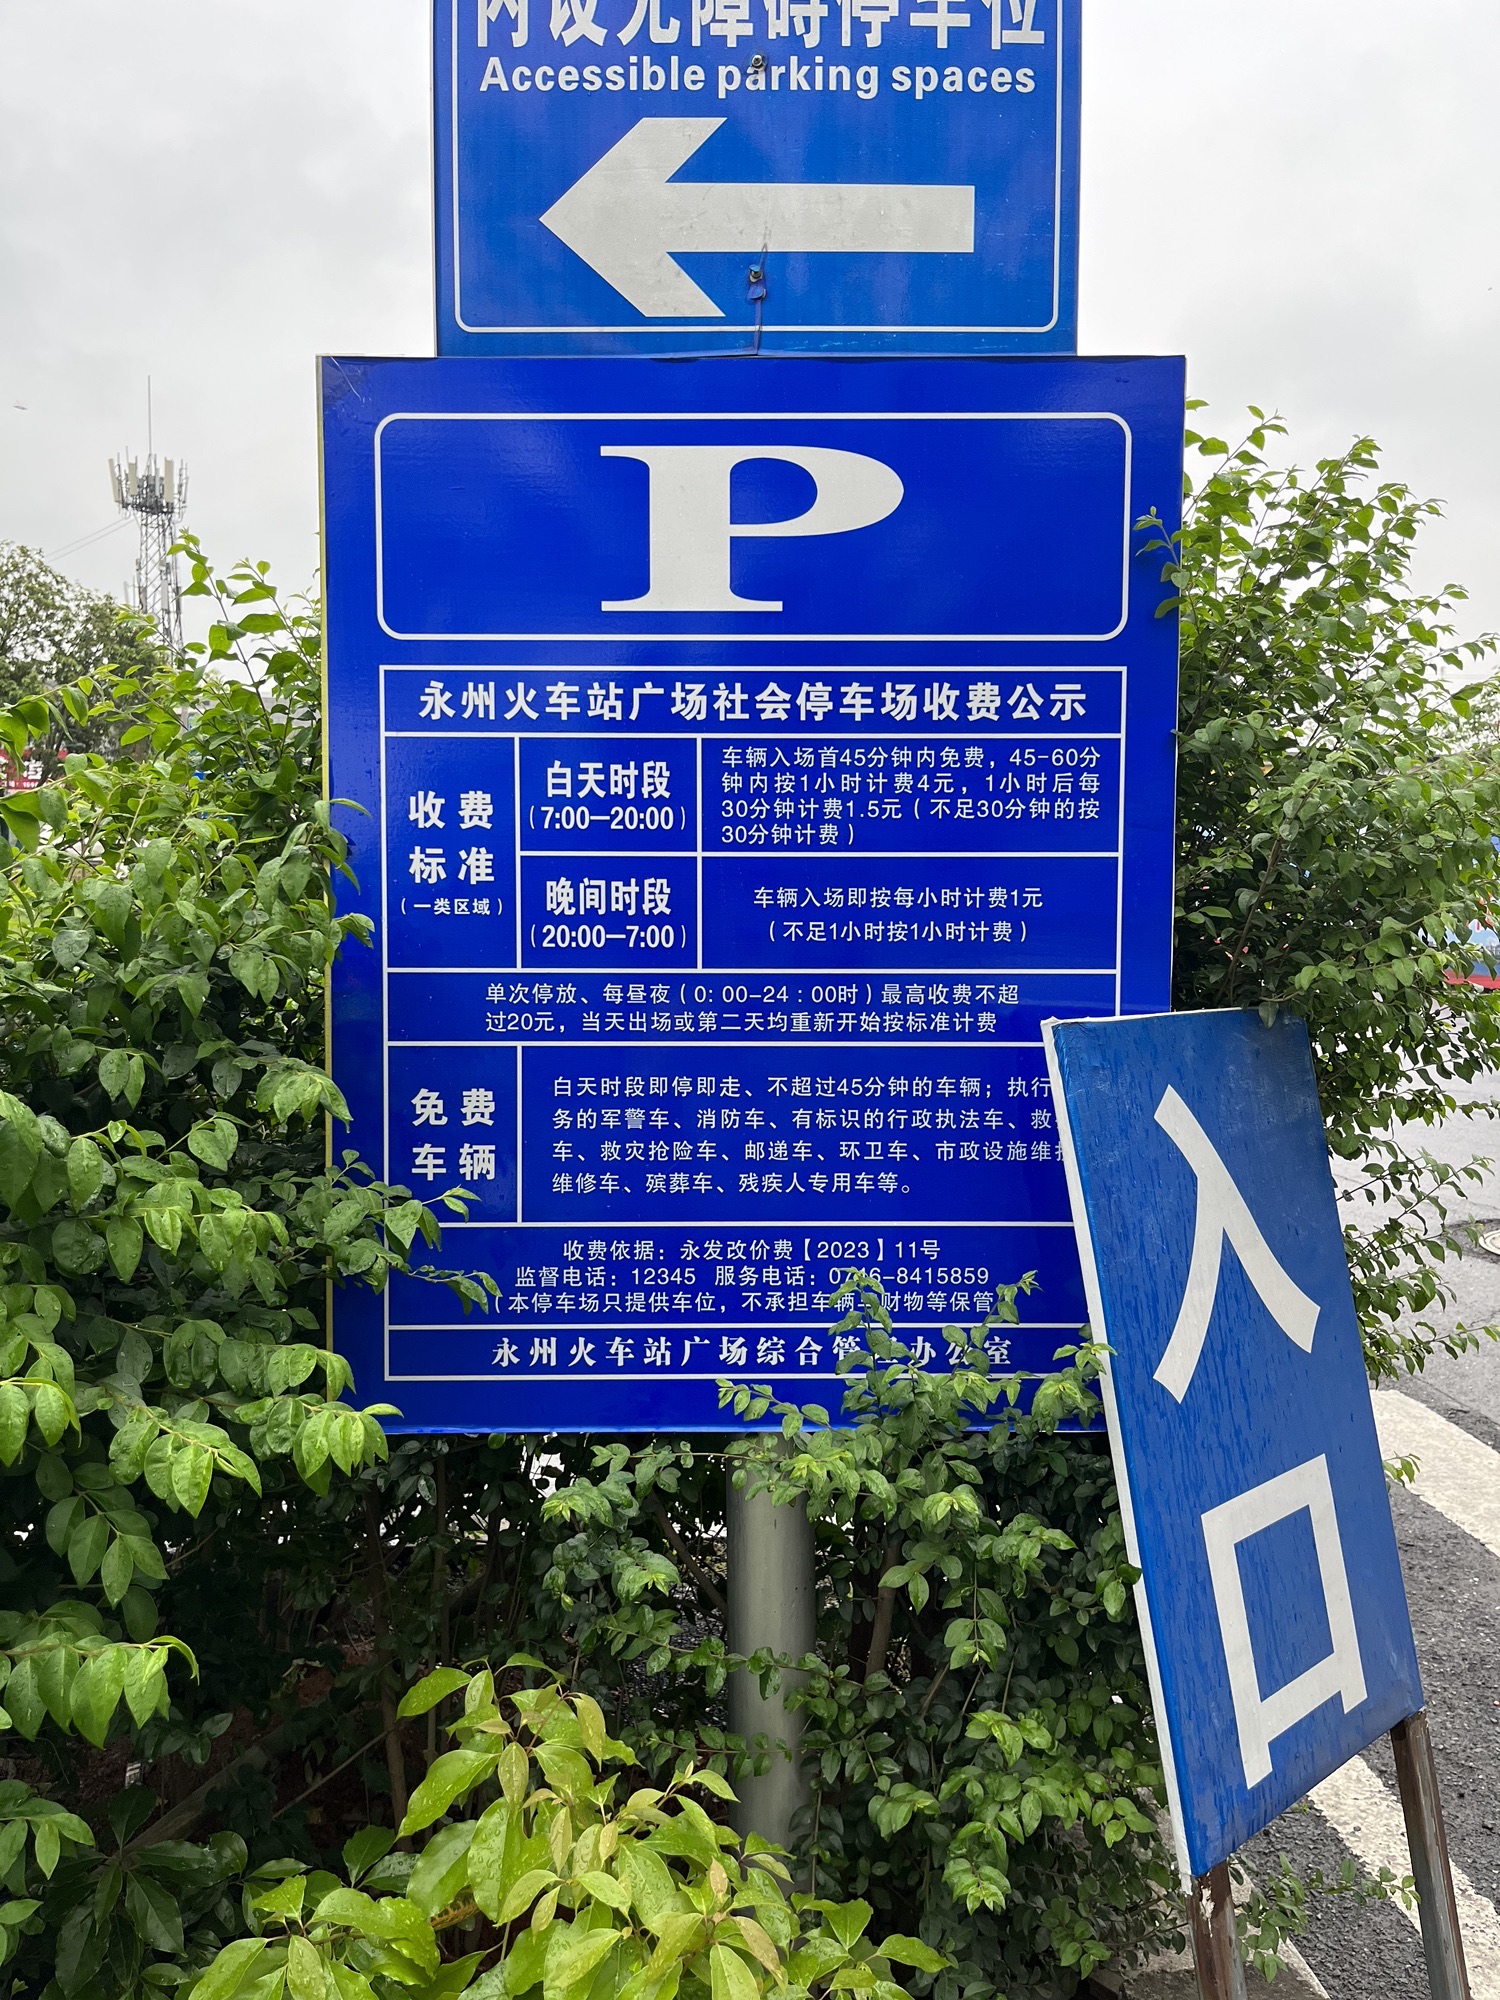 内设无障碍停车位
Accessible parking spaces
P
永州火车站广场社会停车场收费公示
收费
标准
（一类区域）
白天时段
（7:00—20:00）
车辆入场首45分钟内免费，45-60分
钟内按1小时计费4元，1小时后每
30分钟计费1.5元（不足30分钟的按
30分钟计费）
晚间时段
（20:00—7:00）
车辆入场即按每小时计费1元
（不足1小时按1小时计费）
单次停放、每昼夜（0：00-24：00时）最高收费不超
过20元，当天出场或第二天均重新开始按标准计费
免费
车辆
白天时段即停即走、不超过45分钟的车辆；执行
务的军警车、消防车、有标识的行政执法车、救
车、救灾抢险车、邮递车、环卫车、市政设施维
维修车、殡葬车、残疾人专用车等。
收费依据：永发改价费【2023】11号
监督电话：12345 服务电话：0746-8415859
（本停车场只提供车位，不承担车辆 财物等保管
永州火车站广场综合管理办公室
入口